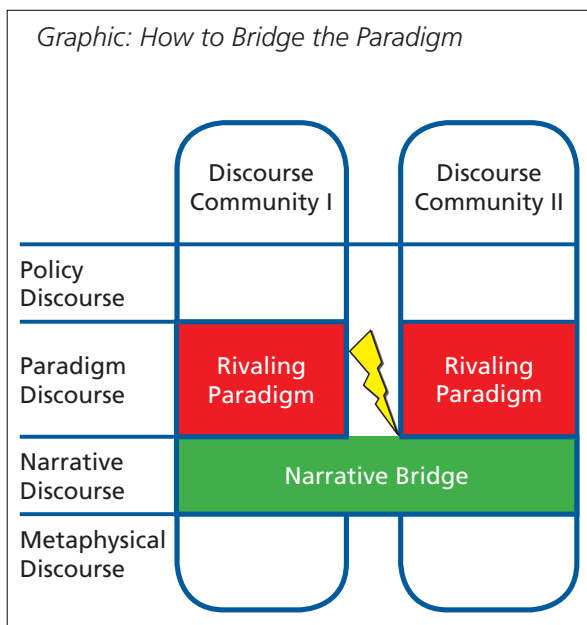 Graphic: How to Bridge the Paradigm
Discourse
Community I
Discourse
Community II
Policy
Discourse
Paradigm
Discourse
Rivaling
Paradigm
Rivaling
Paradigm
Narrative
Discourse
Narrative Bridge
Metaphysical
Discourse